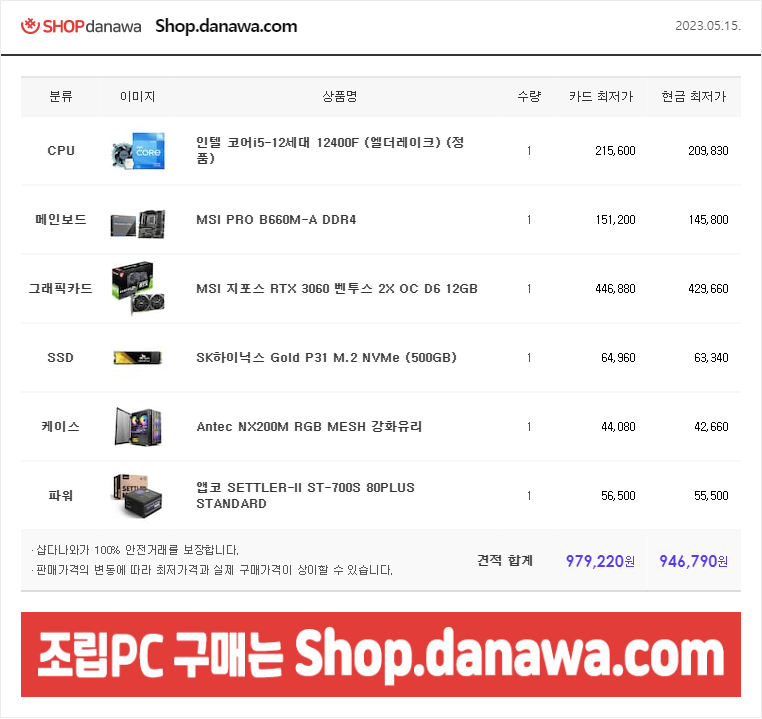 SHOPdanawa Shop.danawa.com 2023.05.15.
분류 이미지 상품명 수량 카드 최저가 현금 최저가
CPU 인텔 코어i5-12세대 12400F (엘더레이크) (정
품) 1 215,600 209,830
메인보드 MSI PRO B660M-A DDR4 1 151,200 145,800
그래픽카드 MSI 지포스 RTX 3060 벤투스 2X OC D6 12GB 1 446,880 429,660
SSD SK하이닉스 Gold P31 M.2 NVMe (500GB) 1 64,960 63,340
케이스 Antec NX200M RGB MESH 강화유리 1 44,080 42,660
파워 앱코 SETTLER-II ST-700S 80PLUS
STANDARD 1 56,500 55,500
· 샵다나와가 100% 안전거래를 보장합니다.
· 판매가격의 변동에 따라 최저가격과 실제 구매가격이 상이할 수 있습니다.
견적 합계 979,220원 946,790원
조립PC 구매는 Shop.danawa.com